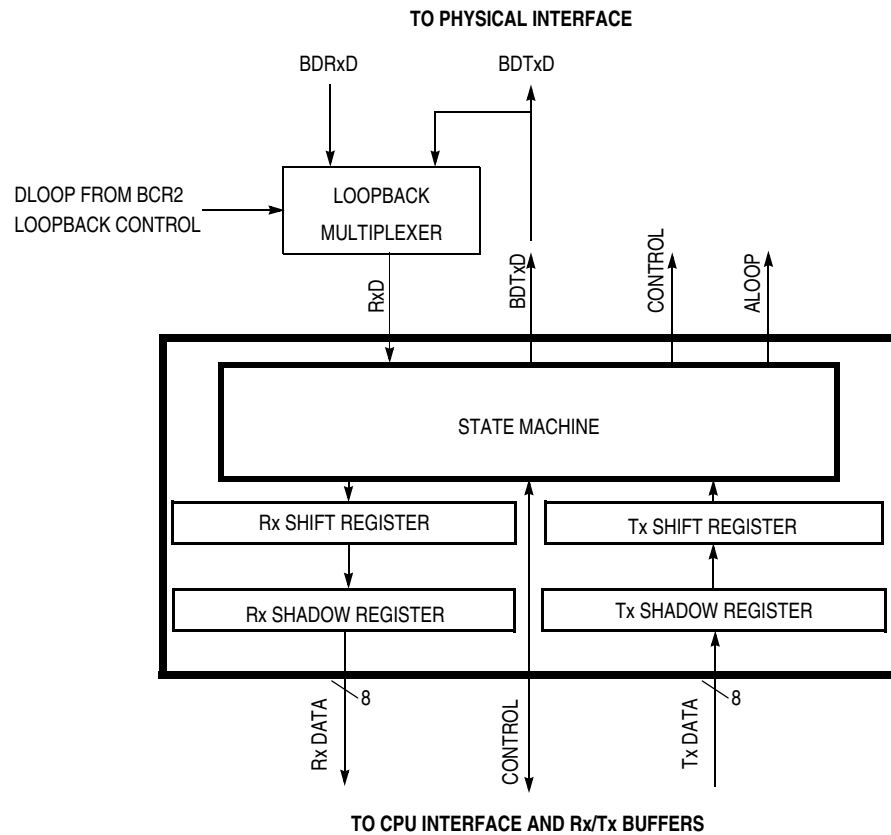 TO PHYSICAL INTERFACE
BDRxD
BDTxD
DLOOP FROM BCR2
LOOPBACK CONTROL
LOOPBACK
MULTIPLEXER
RxD
BDTxD
CONTROL
ALOOP
STATE MACHINE
Rx SHIFT REGISTER
Tx SHIFT REGISTER
Rx SHADOW REGISTER
Tx SHADOW REGISTER
8
8
Rx DATA
CONTROL
Tx DATA
TO CPU INTERFACE AND Rx/Tx BUFFERS